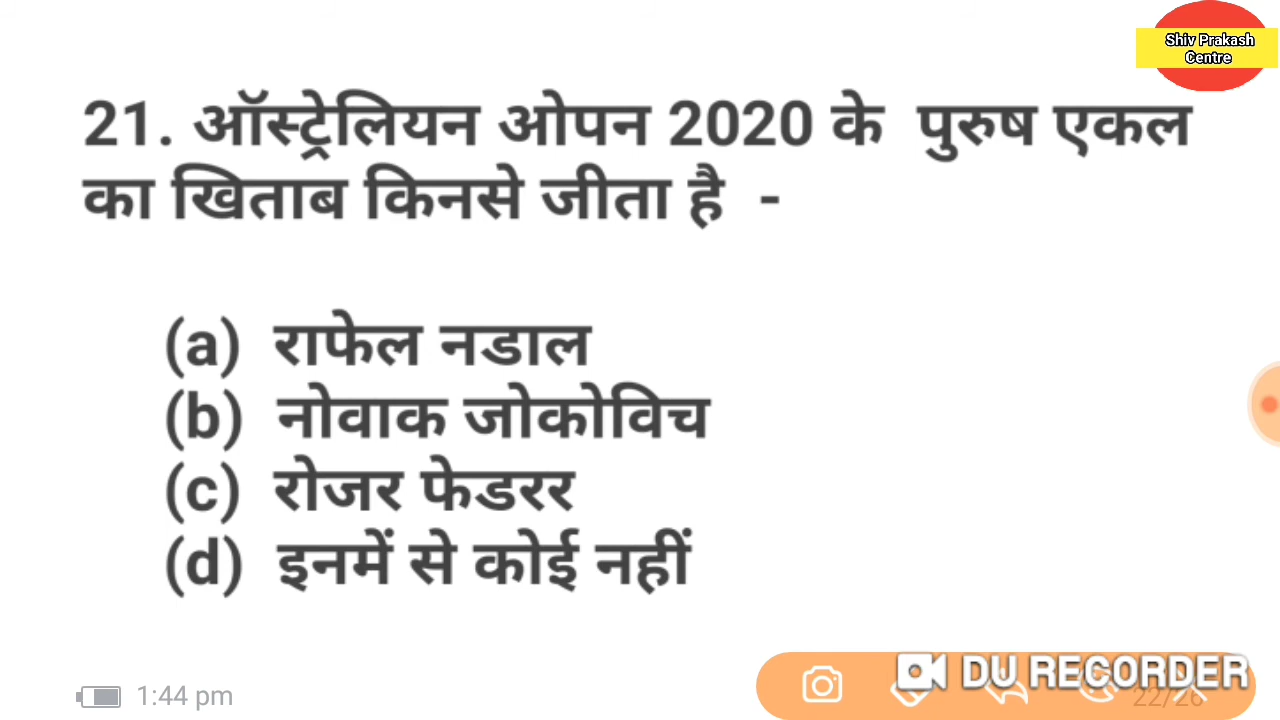 Shiv Prakash
Centre
21. ऑस्ट्रेलियन ओपन 2020 के पुरुष एकल
का खिताब किनसे जीता है -
(a) राफेल नडाल
(b) नोवाक जोकोविच
(c) रोजर फेडरर
(d) इनमें से कोई नहीं
DU RECORDER
1:44 pm
22/26